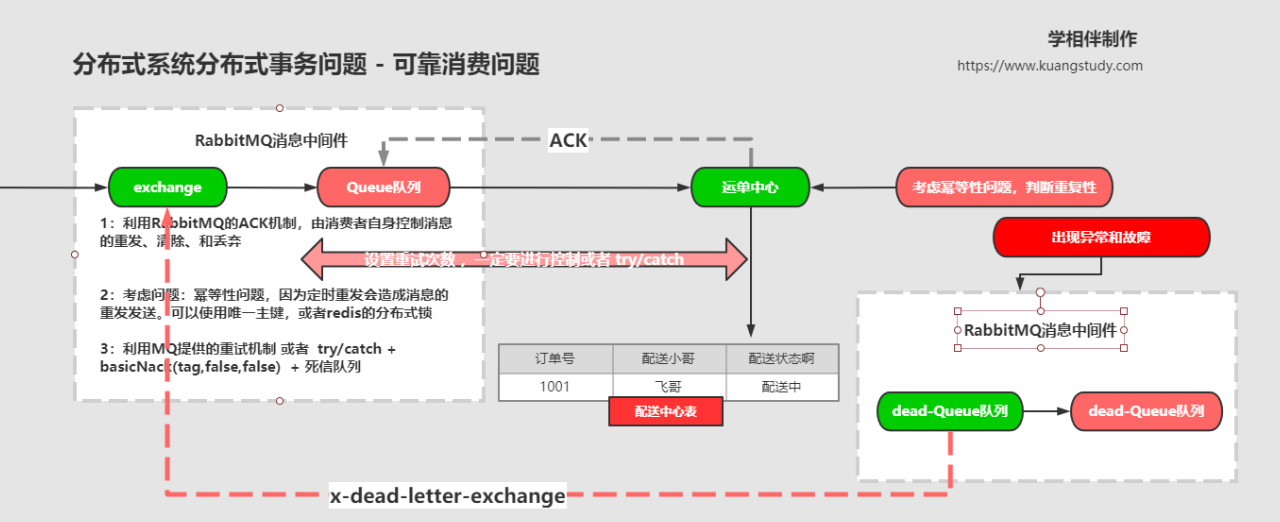 学相伴制作
https://www.kuangstudy.com
分布式系统分布式事务问题 - 可靠消费问题
RabbitMQ消息中间件
ACK
exchange
Queue队列
运单中心
考虑幂等性问题，判断重复性
1：利用RabbitMQ的ACK机制，由消费者自身控制消息
的重发、清除、和丢弃
出现异常和故障
设置重试次数 ，一定要进行控制或者 try/catch
2：考虑问题：幂等性问题，因为定时重发会造成消息的
重发发送。可以使用唯一主键，或者redis的分布式锁
RabbitMQ消息中间件
3：利用MQ提供的重试机制 或者 try/catch +
basicNack(tag,false,false) + 死信队列
订单号 配送小哥 配送状态啊
1001 飞哥 配送中
配送中心表
dead-Queue队列
dead-Queue队列
x-dead-letter-exchange